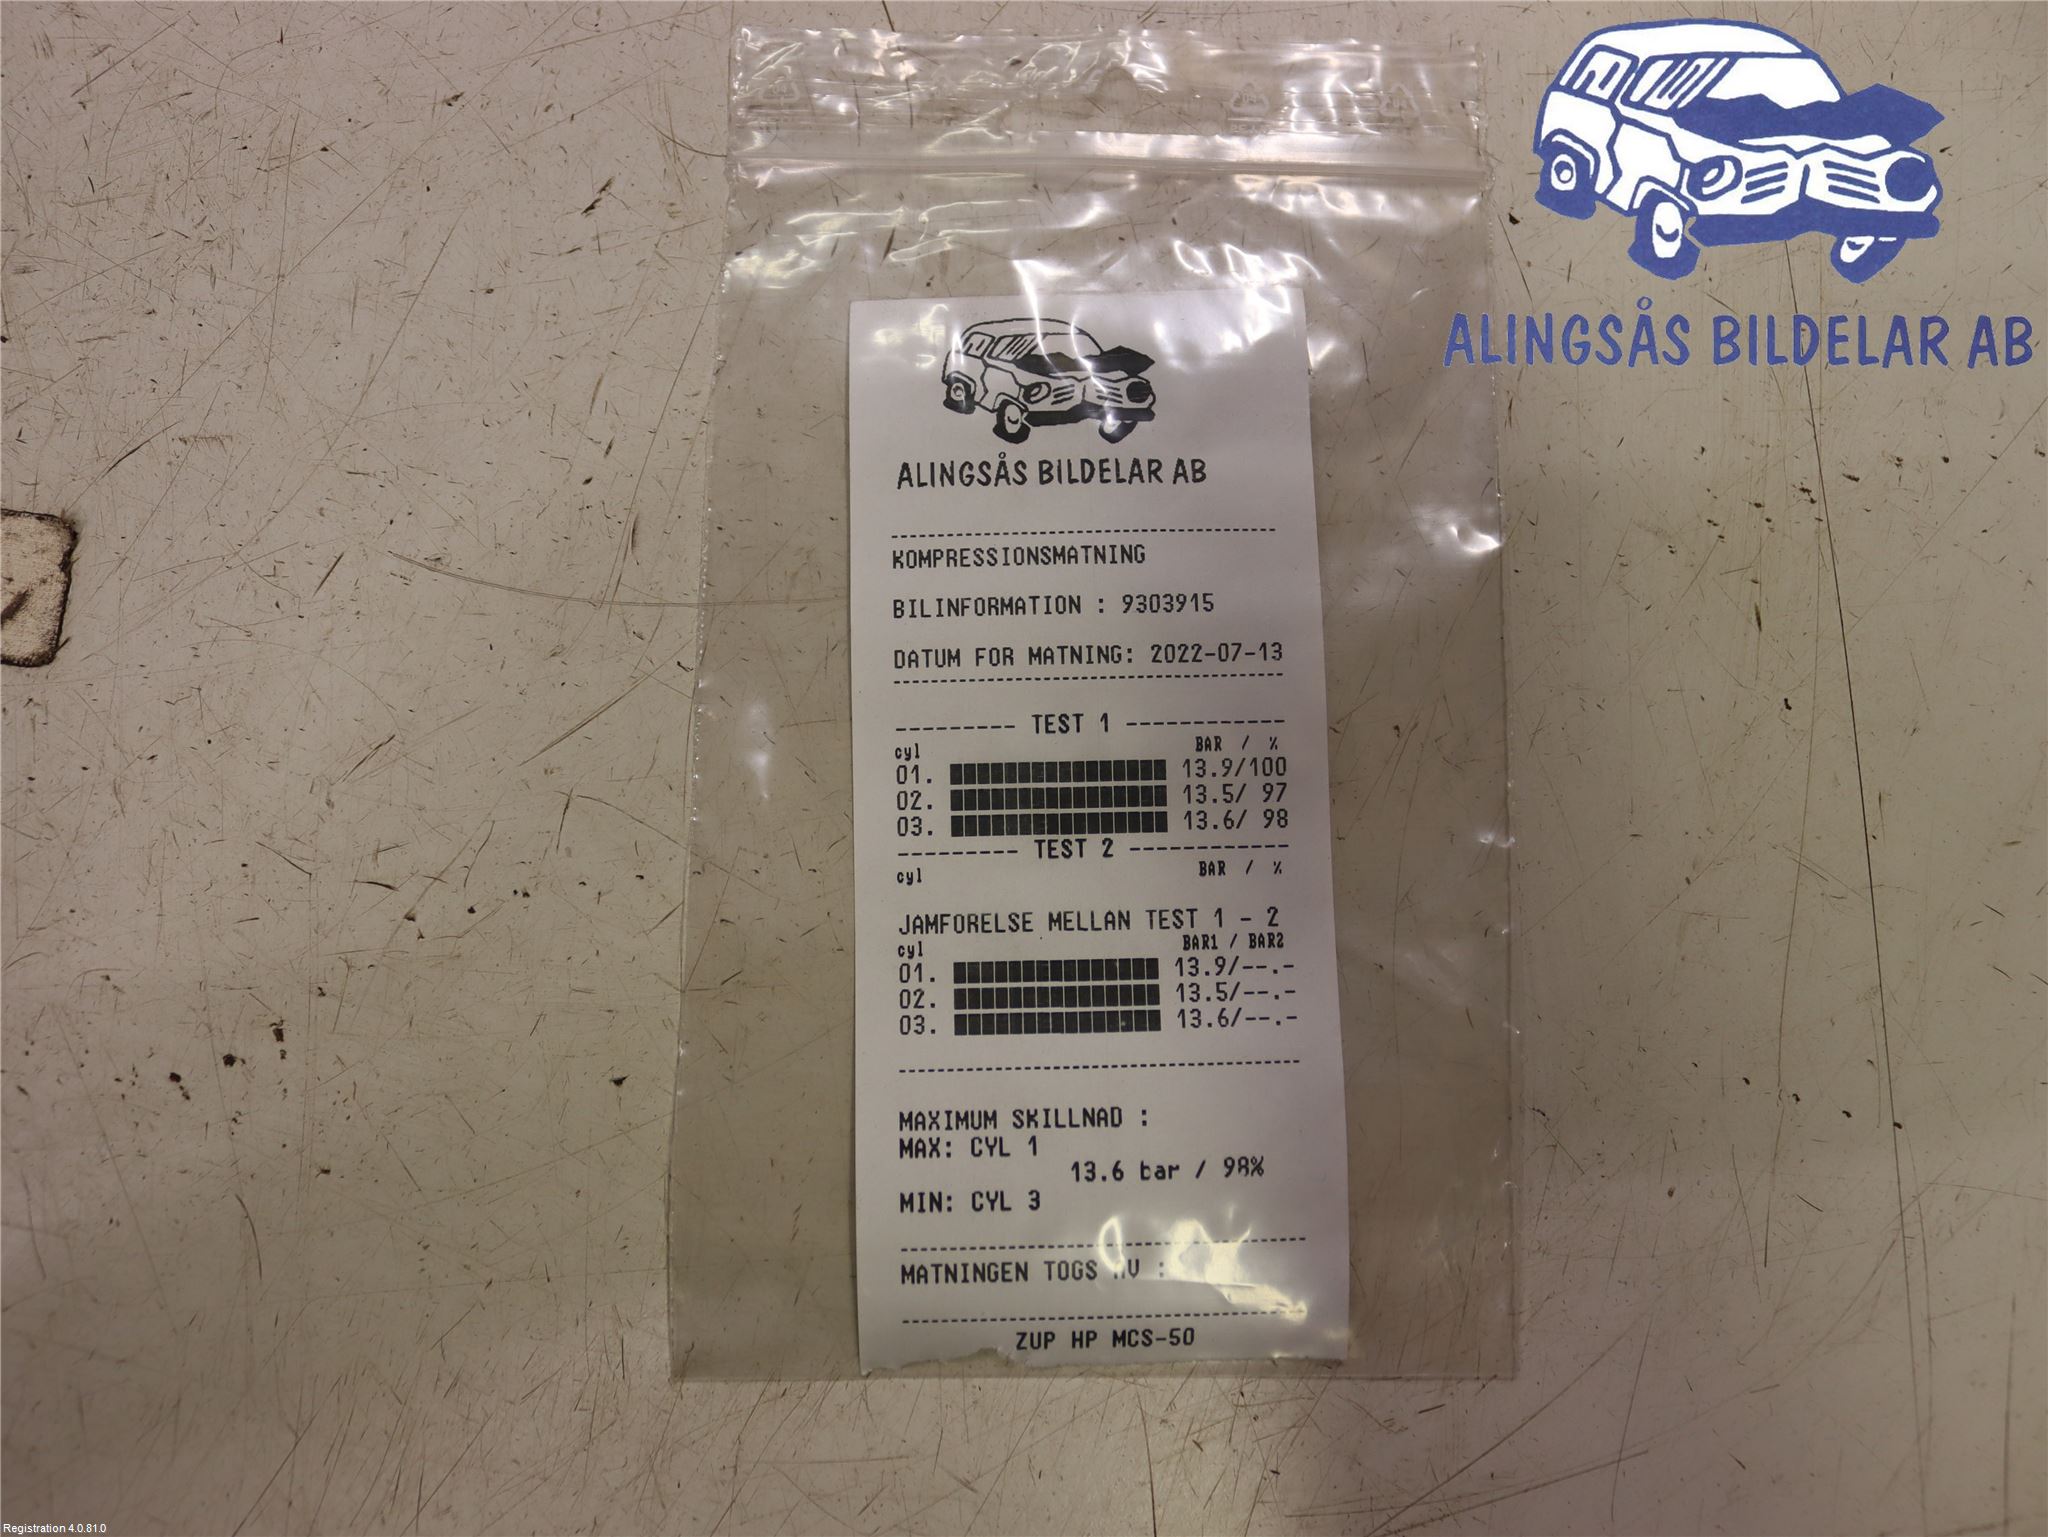 ALINGSÅS BILDELAR AB
ALINGSÅS BILDELAR AB
KOMPRESSIONSMATNING
BILINFORMATION : 9303915
DATUM FOR MATNING: 2022-07-13
---------- TEST 1 ------------
cyl BAR / %
01. 13.9/100
02. 13.5/ 97
03. 13.6/ 98
---------- TEST 2 ------------
cyl BAR / %
JAMFORELSE MELLAN TEST 1 - 2
cyl BAR1 / BAR2
01. 13.9/--.-
02. 13.5/--.-
03. 13.6/--.-
MAXIMUM SKILLNAD :
MAX: CYL 1
13.6 bar / 98%
MIN: CYL 3
MATNINGEN TOGS AV :
ZUP HP MCS-50
Registration 4.0.81.0